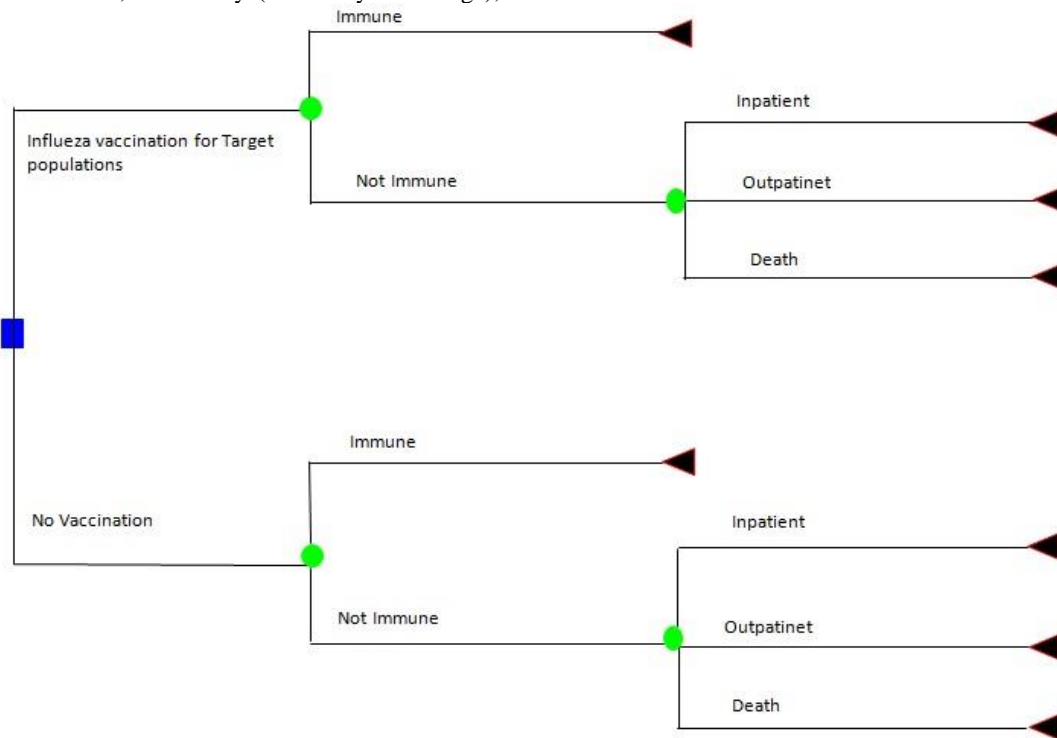 Immune
Inpatient
Influeza vaccination for Target
populations
Not Immune
Outpatinet
Death
Immune
No Vaccination
Inpatient
Not Immune
Outpatinet
Death